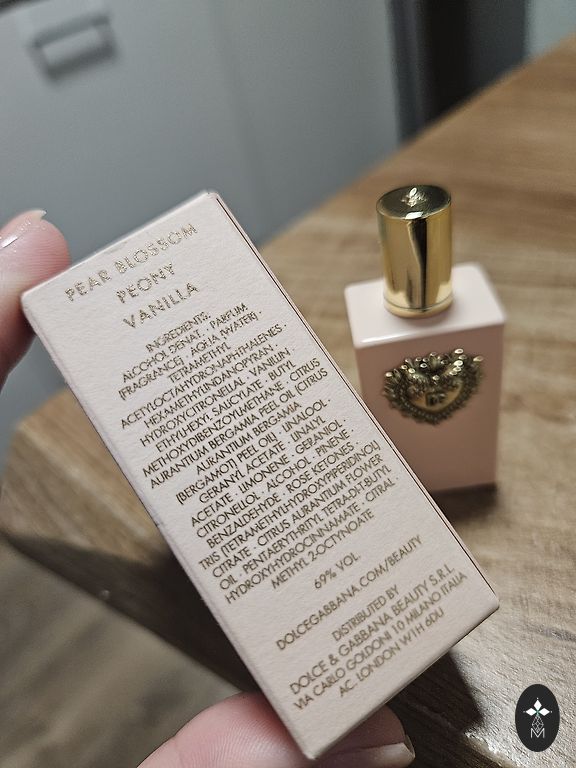 PEAR BLOSSOM
PEONY
VANILLA
INGREDIENTS:
ALCOHOL DENAT. · PARFUM
(FRAGRANCE) · AQUA (WATER) ·
TETRAMETHYL
ACETYLOCTAHYDRONAPHTHALENES ·
HEXAMETHYLINDANOPYRAN ·
HYDROXYCITRONELLAL · VANILLIN ·
ETHYLHEXYL SALICYLATE · BUTYL
METHOXYDIBENZOYLMETHANE · CITRUS
AURANTIUM BERGAMIA PEEL OIL (CITRUS
AURANTIUM BERGAMIA
(BERGAMOT) PEEL OIL) · LINALOOL ·
GERANYL ACETATE · LINALYL
ACETATE · LIMONENE · GERANIOL ·
CITRONELLOL · ALCOHOL · PINENE ·
BENZALDEHYDE · ROSE KETONES ·
TRIS (TETRAMETHYLHYDROXYPIPERIDINOL)
CITRATE · CITRUS AURANTIUM FLOWER
OIL · PENTAERYTHRITYL TETRA-DI-T-BUTYL
HYDROXYHYDROCINNAMATE · CITRAL ·
METHYL 2-OCTYNOATE
69% VOL
DOLCEGABBANA.COM/BEAUTY
DISTRIBUTED BY
DOLCE & GABBANA BEAUTY S.R.L.
VIA CARLO GOLDONI 10 MILANO ITALIA
AC. LONDON W1H 6DU